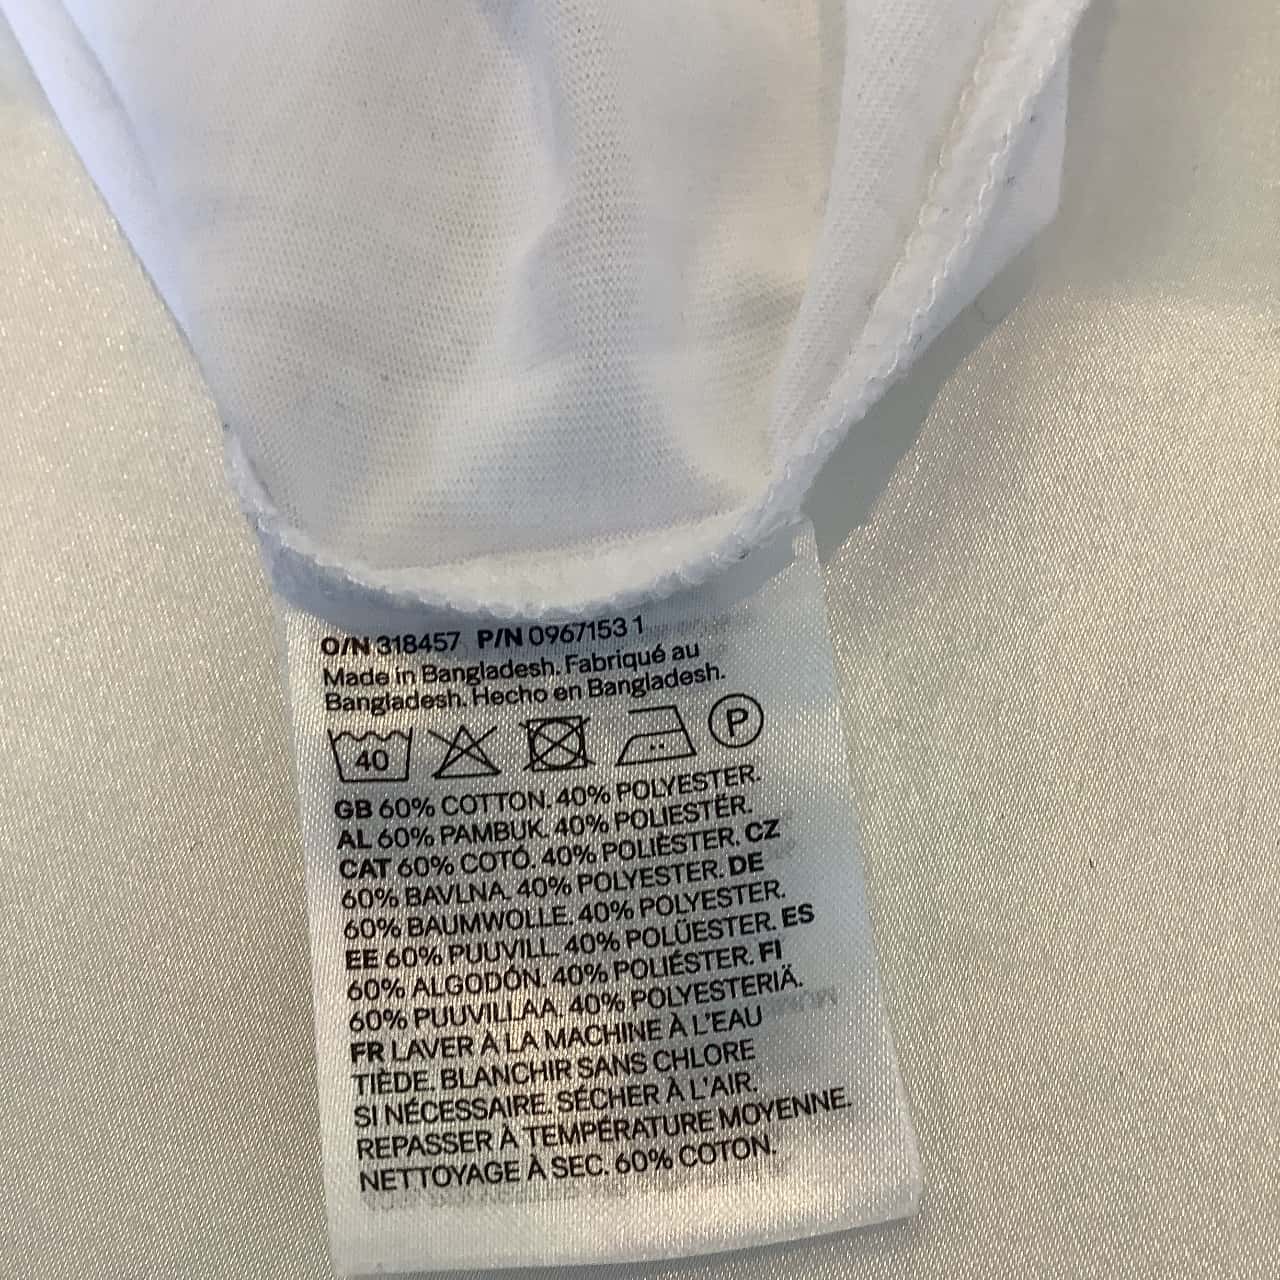 O/N 318457 P/N 0967153 1
Made in Bangladesh. Fabriqué au
Bangladesh. Hecho en Bangladesh.
40 P
GB 60% COTTON. 40% POLYESTER.
AL 60% PAMBUK. 40% POLIESTËR.
CAT 60% COTÓ. 40% POLIÈSTER. CZ
60% BAVLNA. 40% POLYESTER. DE
60% BAUMWOLLE. 40% POLYESTER.
EE 60% PUUVILL. 40% POLÜESTER. ES
60% ALGODÓN. 40% POLIÉSTER. FI
60% PUUVILLAA. 40% POLYESTERIÄ.
FR LAVER À LA MACHINE À L'EAU
TIÈDE. BLANCHIR SANS CHLORE
SI NÉCESSAIRE. SÉCHER À L'AIR.
REPASSER À TEMPÉRATURE MOYENNE.
NETTOYAGE À SEC. 60% COTON.